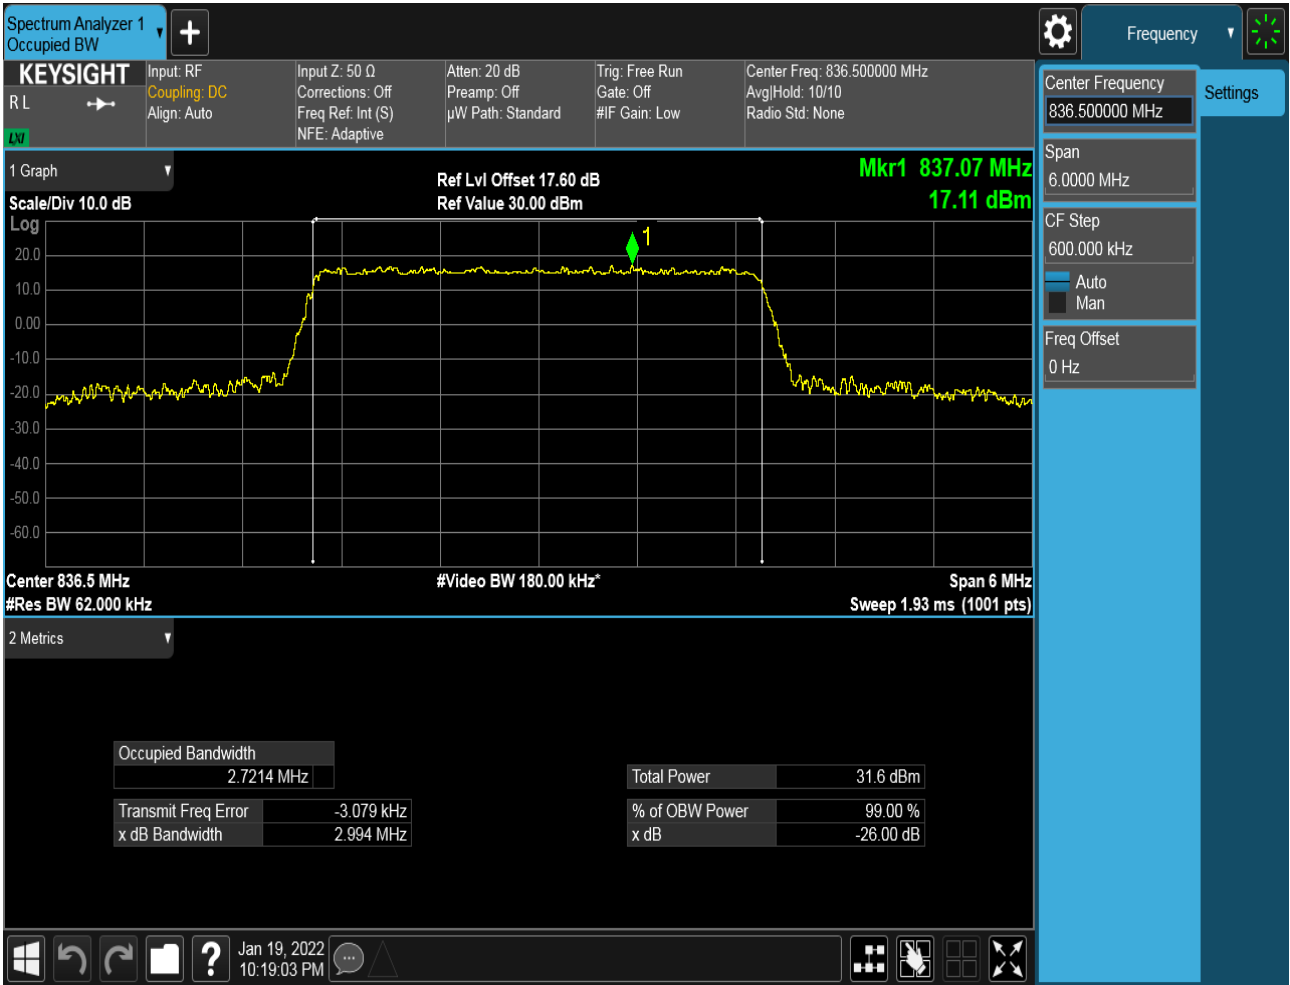 Spectrum Analyzer 1
Occupied BW
Frequency
KEYSIGHT
R L
LXI
Input: RF
Coupling: DC
Align: Auto
Input Z: 50 Ω
Corrections: Off
Freq Ref: Int (S)
NFE: Adaptive
Atten: 20 dB
Preamp: Off
µW Path: Standard
Trig: Free Run
Gate: Off
#IF Gain: Low
Center Freq: 836.500000 MHz
Avg|Hold: 10/10
Radio Std: None
Center Frequency
836.500000 MHz
Settings
Span
6.0000 MHz
CF Step
600.000 kHz
Auto
Man
Freq Offset
0 Hz
1 Graph
Scale/Div 10.0 dB
Ref Lvl Offset 17.60 dB
Ref Value 30.00 dBm
Mkr1 837.07 MHz
17.11 dBm
Log
1
20.0
10.0
0.00
-10.0
-20.0
-30.0
-40.0
-50.0
-60.0
Center 836.5 MHz
#Video BW 180.00 kHz*
Span 6 MHz
#Res BW 62.000 kHz
Sweep 1.93 ms (1001 pts)
2 Metrics
Occupied Bandwidth
2.7214 MHz
Total Power 31.6 dBm
Transmit Freq Error -3.079 kHz
% of OBW Power 99.00 %
x dB Bandwidth 2.994 MHz
x dB -26.00 dB
?
Jan 19, 2022
10:19:03 PM